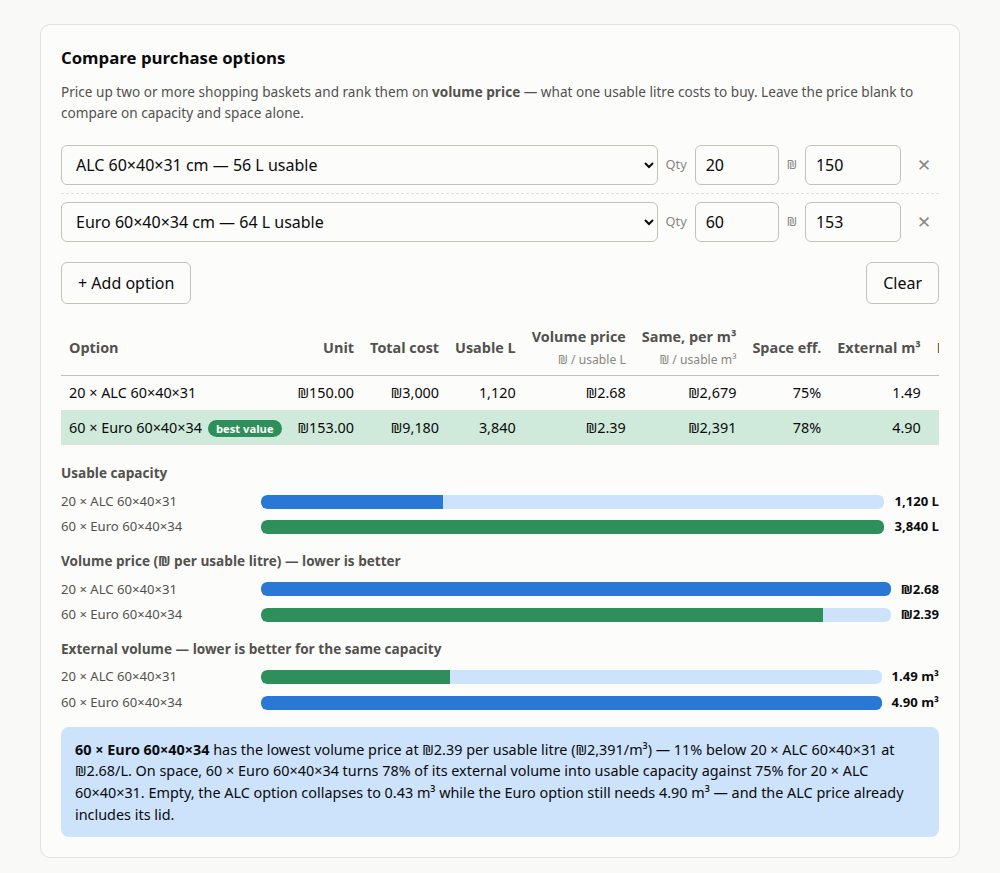 Compare purchase options
Price up two or more shopping baskets and rank them on volume price — what one usable litre costs to buy. Leave the price blank to
compare on capacity and space alone.
ALC 60×40×31 cm — 56 L usable Qty 20 ₪ 150 ✕
Euro 60×40×34 cm — 64 L usable Qty 60 ₪ 153 ✕
+ Add option Clear
Option Unit Total cost Usable L Volume price ₪ / usable L Same, per m³ ₪ / usable m³ Space eff. External m³
20 × ALC 60×40×31 ₪150.00 ₪3,000 1,120 ₪2.68 ₪2,679 75% 1.49
60 × Euro 60×40×34 best value ₪153.00 ₪9,180 3,840 ₪2.39 ₪2,391 78% 4.90
Usable capacity
20 × ALC 60×40×31 1,120 L
60 × Euro 60×40×34 3,840 L
Volume price (₪ per usable litre) — lower is better
20 × ALC 60×40×31 ₪2.68
60 × Euro 60×40×34 ₪2.39
External volume — lower is better for the same capacity
20 × ALC 60×40×31 1.49 m³
60 × Euro 60×40×34 4.90 m³
60 × Euro 60×40×34 has the lowest volume price at ₪2.39 per usable litre (₪2,391/m³) — 11% below 20 × ALC 60×40×31 at
₪2.68/L. On space, 60 × Euro 60×40×34 turns 78% of its external volume into usable capacity against 75% for 20 × ALC
60×40×31. Empty, the ALC option collapses to 0.43 m³ while the Euro option still needs 4.90 m³ — and the ALC price already
includes its lid.